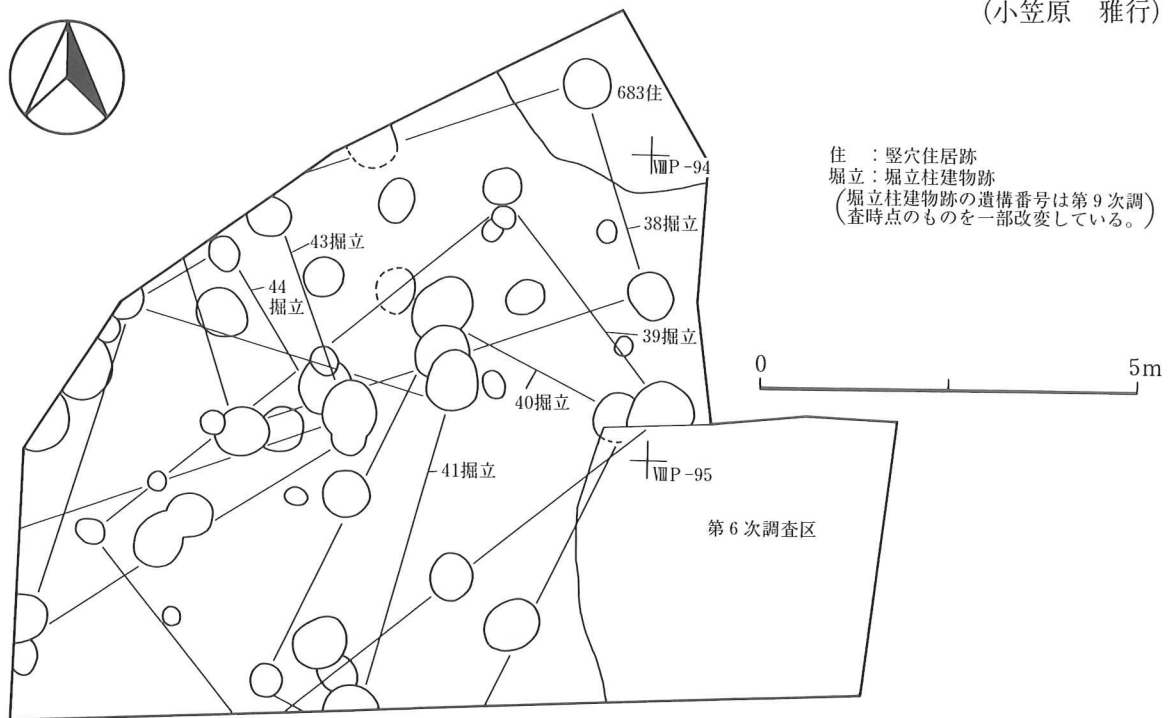 (小笠原　雅行)
683住
ⅧP-94
住　：竪穴住居跡
堀立：堀立柱建物跡
(堀立柱建物跡の遺構番号は第9次調
査時点のものを一部改変している。)
38掘立
43掘立
44
掘立
39掘立
0
5m
40掘立
41掘立
ⅧP-95
第6次調査区